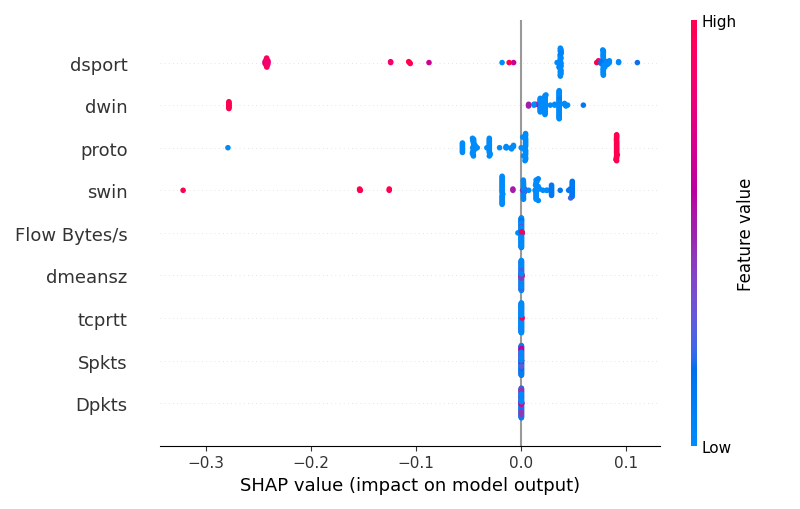 High
dsport
dwin
proto
swin
Flow Bytes/s
dmeansz
tcprtt
Spkts
Dpkts
Feature value
Low
−0.3 −0.2 −0.1 0.0 0.1
SHAP value (impact on model output)